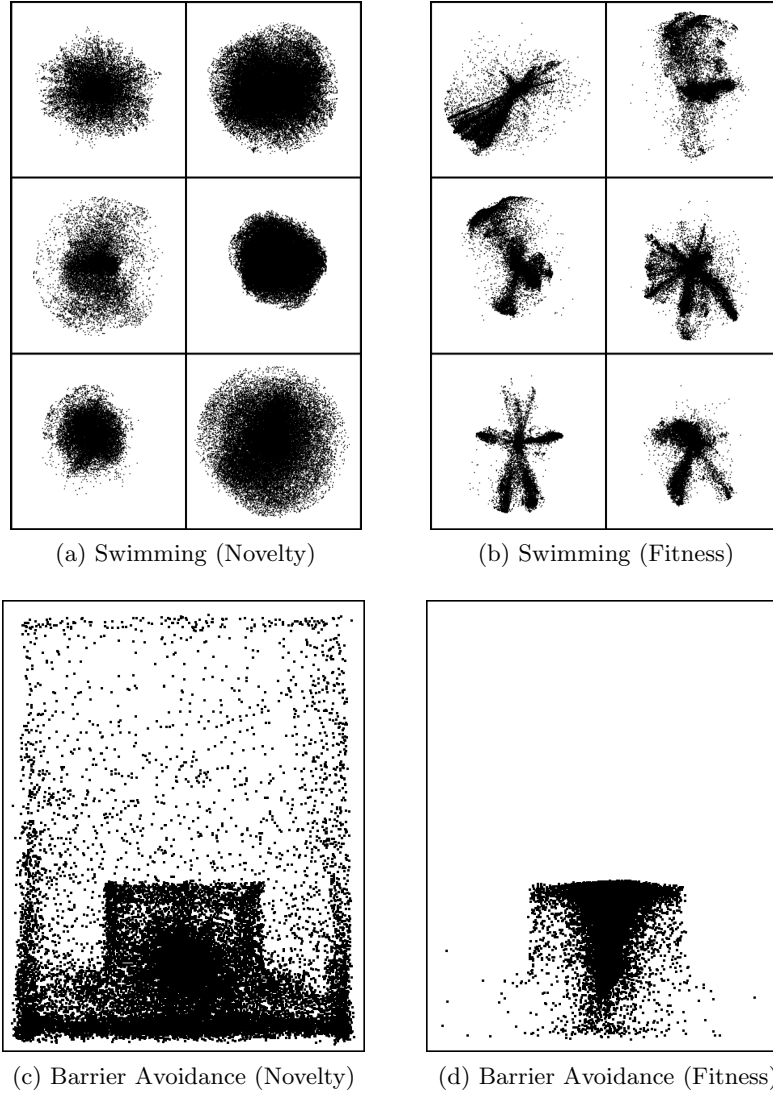 (a) Swimming (Novelty)
(b) Swimming (Fitness)
(c) Barrier Avoidance (Novelty)
(d) Barrier Avoidance (Fitness)